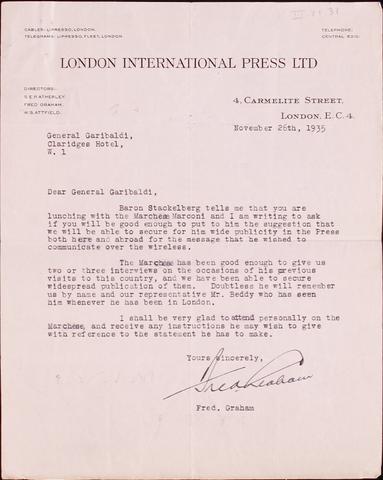 CABLES: LIPRESSO, LONDON.
TELEGRAMS: LIPRESSO, FLEET, LONDON.
TELEPHONE:
CENTRAL
LONDON INTERNATIONAL PRESS LTD
DIRECTORS:
S.E.P. ATHERLEY.
FRED GRAHAM.
W.S. ATTFIELD.
4, CARMELITE STREET,
LONDON, E.C.4.
November 26th, 1935
General Garibaldi,
Claridges Hotel,
W. 1
Dear General Garibaldi,
Baron Stackelberg tells me that you are
lunching with the Marchese Marconi and I am writing to ask
if you will be good enough to put to him the suggestion that
we will be able to secure for him wide publicity in the Press
both here and abroad for the message that he wished to
communicate over the wireless.
The Marchese has been good enough to give us
two or three interviews on the occasions of his previous
visits to this country, and we have been able to secure
widespread publication of them. Doubtless he will remember
us by name and our representative Mr. Beddy who has seen
him whenever he has been in London.
I shall be very glad to attend personally on the
Marchese, and receive any instructions he may wish to give
with reference to the statement he has to make.
Yours sincerely,
Fred Graham
Fred. Graham